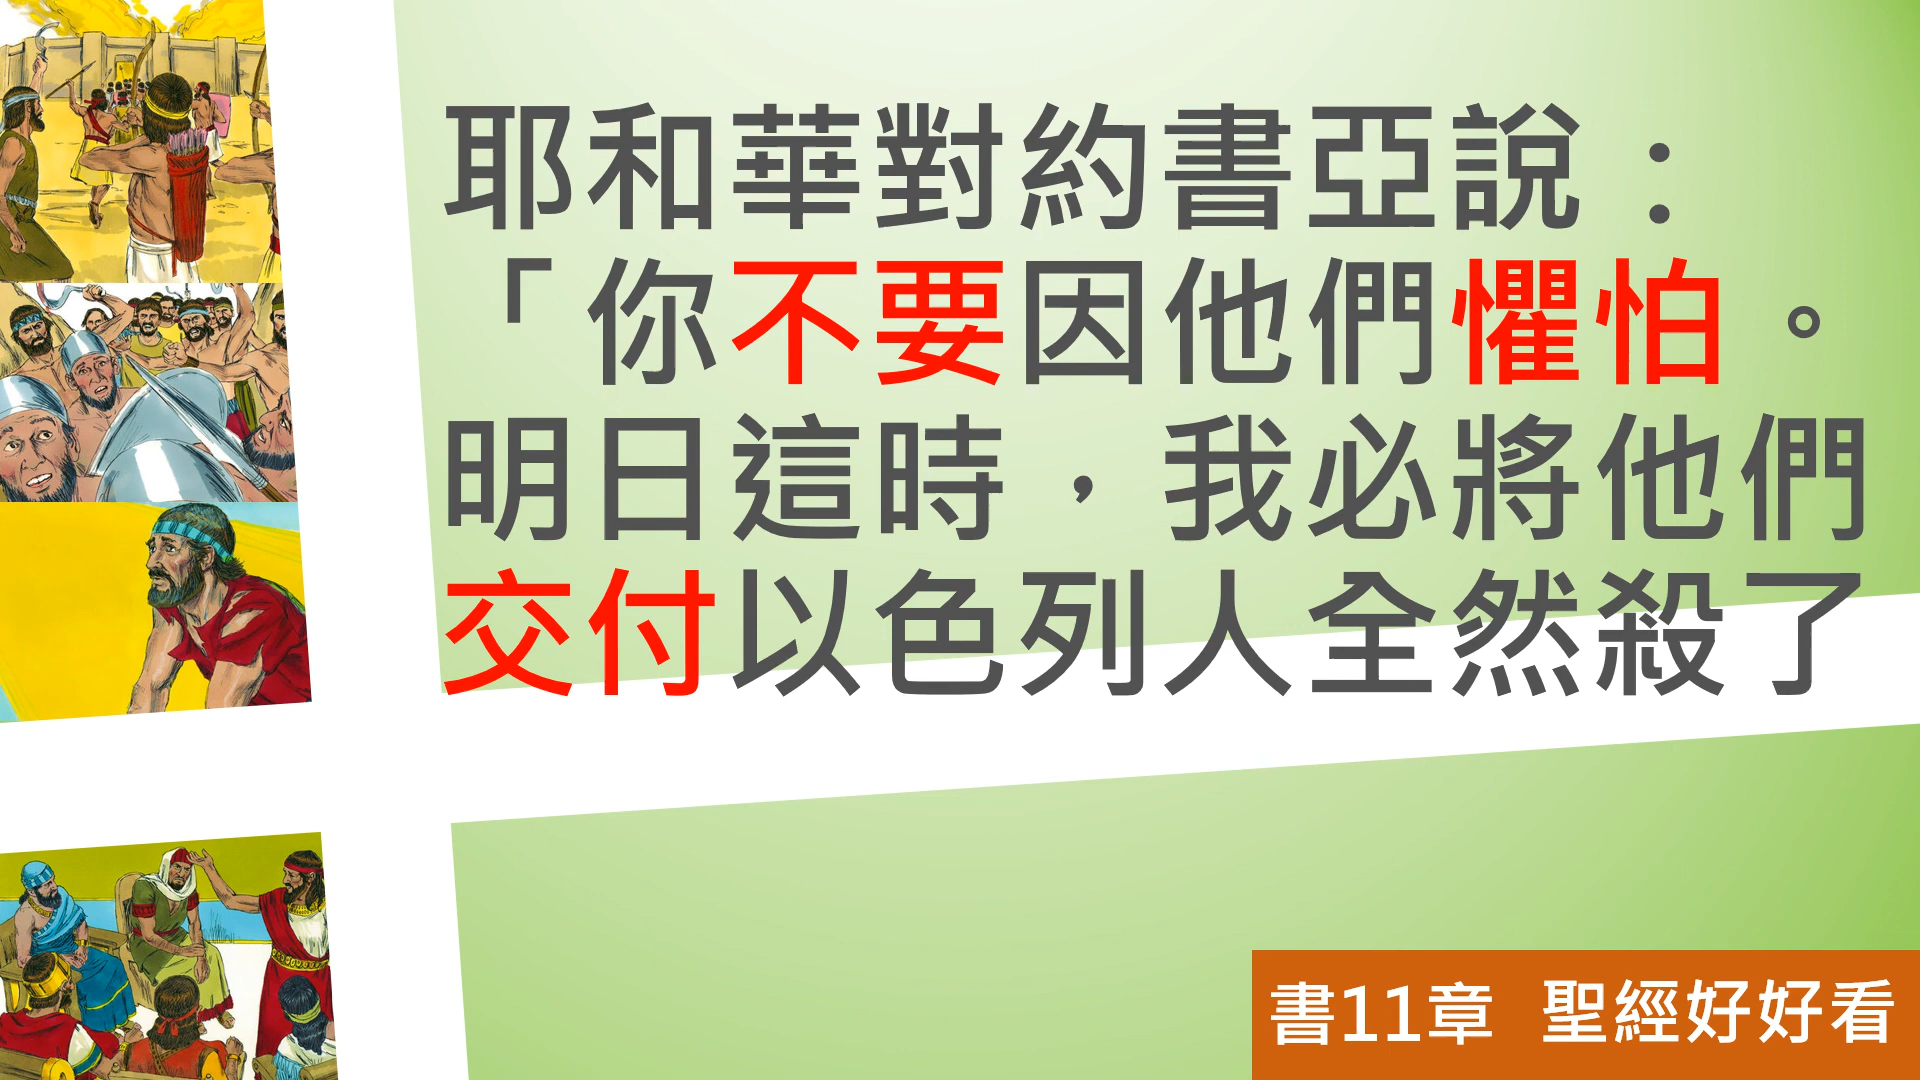 耶和華對約書亞說：
「你不要因他們懼怕。
明日這時，我必將他們
交付以色列人全然殺了
書11章 聖經好好看